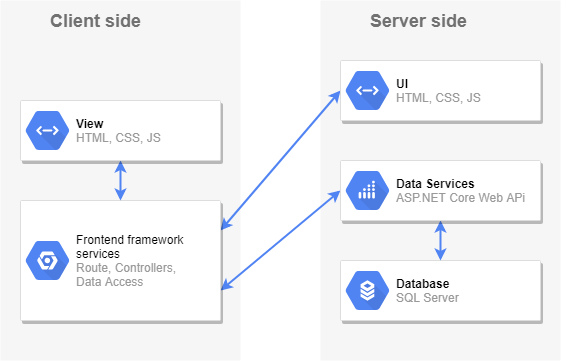 Client side
View
HTML, CSS, JS
Frontend framework
services
Route, Controllers,
Data Access
Server side
UI
HTML, CSS, JS
Data Services
ASP.NET Core Web APi
Database
SQL Server